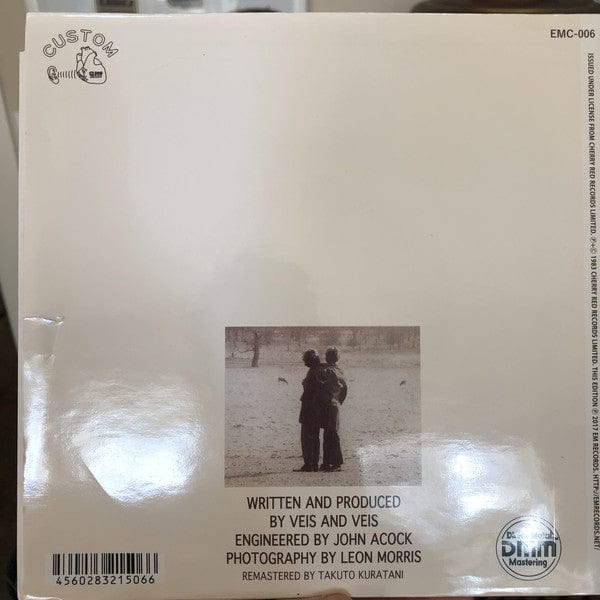 CUSTOM
EMC-006
ISSUED UNDER LICENSE FROM CHERRY RED RECORDS LIMITED. ℗+© 1983 CHERRY RED RECORDS LIMITED. THIS EDITION ℗ 2017 EM RECORDS. HTTP://EMRECORDS.NET/
WRITTEN AND PRODUCED
BY VEIS AND VEIS
ENGINEERED BY JOHN ACOCK
PHOTOGRAPHY BY LEON MORRIS
REMASTERED BY TAKUTO KURATANI
4560283215066
Direct Metal
DMM
Mastering